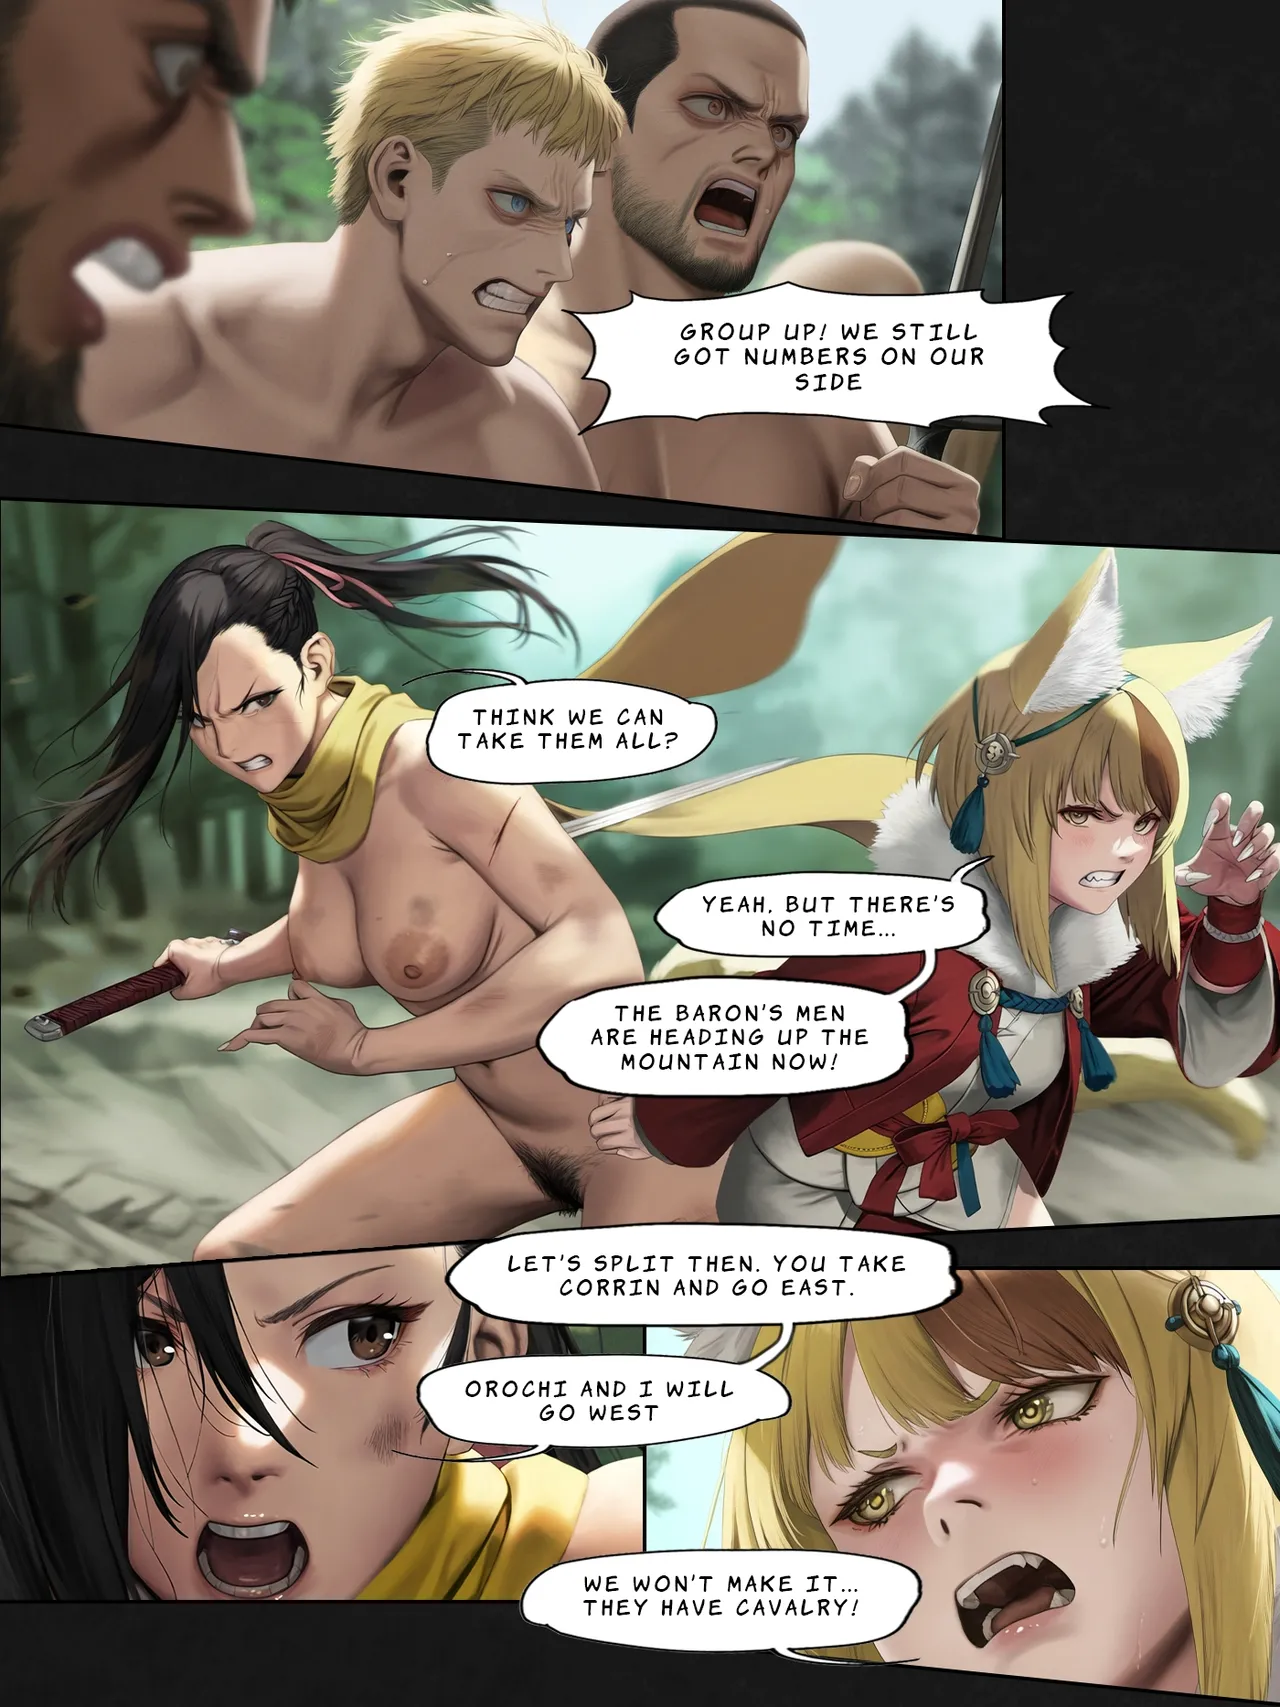 GROUP UP! WE STILL
GOT NUMBERS ON OUR
SIDE
THINK WE CAN
TAKE THEM ALL?
YEAH, BUT THERE'S
NO TIME...
THE BARON'S MEN
ARE HEADING UP THE
MOUNTAIN NOW!
LET'S SPLIT THEN. YOU TAKE
CORRIN AND GO EAST.
OROCHI AND I WILL
GO WEST
WE WON'T MAKE IT...
THEY HAVE CAVALRY!